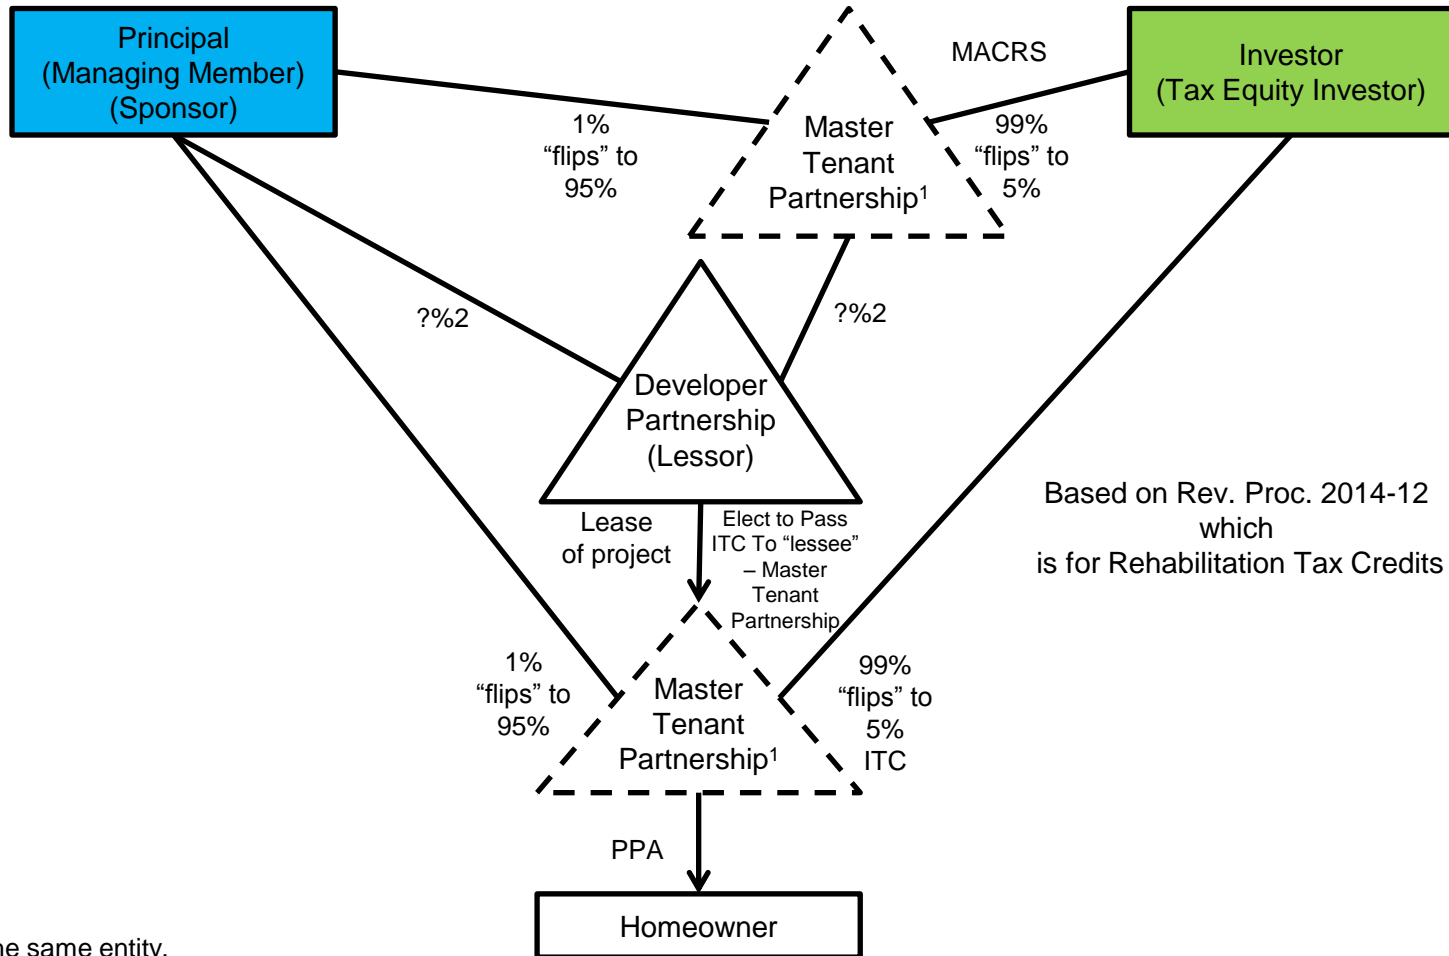 Principal
(Managing Member)
(Sponsor)
MACRS
Investor
(Tax Equity Investor)
1%
“flips” to
95%
Master
Tenant
Partnership¹
99%
“flips” to
5%
?%2
?%2
Developer
Partnership
(Lessor)
Based on Rev. Proc. 2014-12
which
is for Rehabilitation Tax Credits
Lease
of project
Elect to Pass
ITC To “lessee”
– Master
Tenant
Partnership
1%
“flips” to
95%
Master
Tenant
Partnership¹
99%
“flips” to
5%
ITC
PPA
Homeowner
same entity.